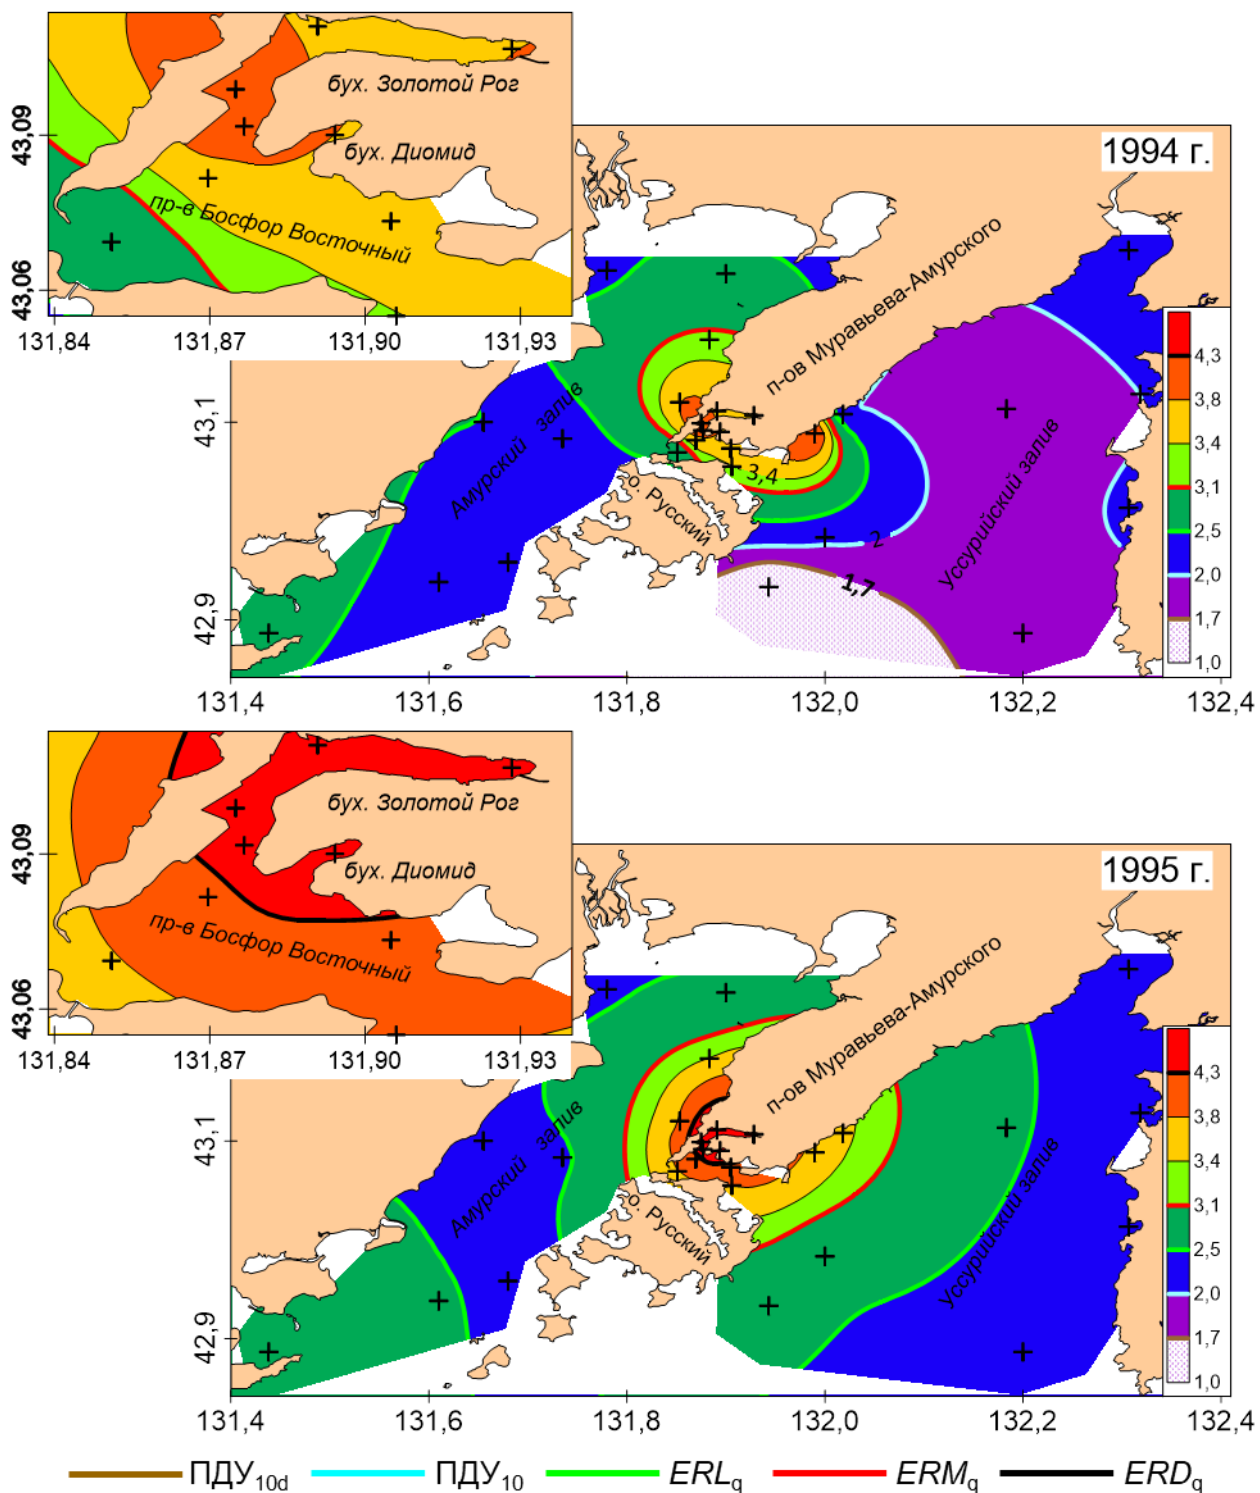 бух. Золотой Рог
бух. Диомид
пр-в Босфор Восточный
43,09
43,06
131,84
131,87
131,90
131,93
1994 г.
п-ов Муравьева-Амурского
Амурский залив
Уссурийский залив
о. Русский
3,4
2
1,7
4,3
3,8
3,4
3,1
2,5
2,0
1,7
1,0
43,1
42,9
131,4
131,6
131,8
132,0
132,2
132,4
бух. Золотой Рог
бух. Диомид
пр-в Босфор Восточный
43,09
43,06
131,84
131,87
131,90
131,93
1995 г.
п-ов Муравьева-Амурского
Амурский залив
Уссурийский залив
о. Русский
4,3
3,8
3,4
3,1
2,5
2,0
1,7
1,0
43,1
42,9
131,4
131,6
131,8
132,0
132,2
132,4
ПДУ10d ПДУ10 ERLq ERMq ERDq